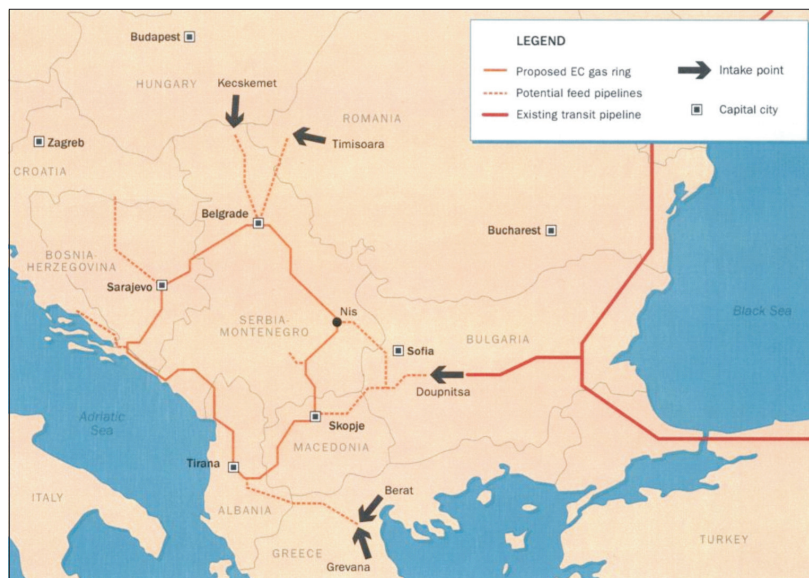 LEGEND
Proposed EC gas ring
Potential feed pipelines
Existing transit pipeline
Intake point
Capital city
Budapest
HUNGARY
Kecskemet
ROMANIA
Timisoara
Zagreb
CROATIA
Belgrade
Bucharest
BOSNIA-
HERZEGOVINA
Sarajevo
SERBIA-
MONTENEGRO
Nis
Sofia
BULGARIA
Black Sea
Doupnitsa
Adriatic
Sea
Skopje
MACEDONIA
Tirana
Berat
ITALY
ALBANIA
GREECE
Grevana
TURKEY